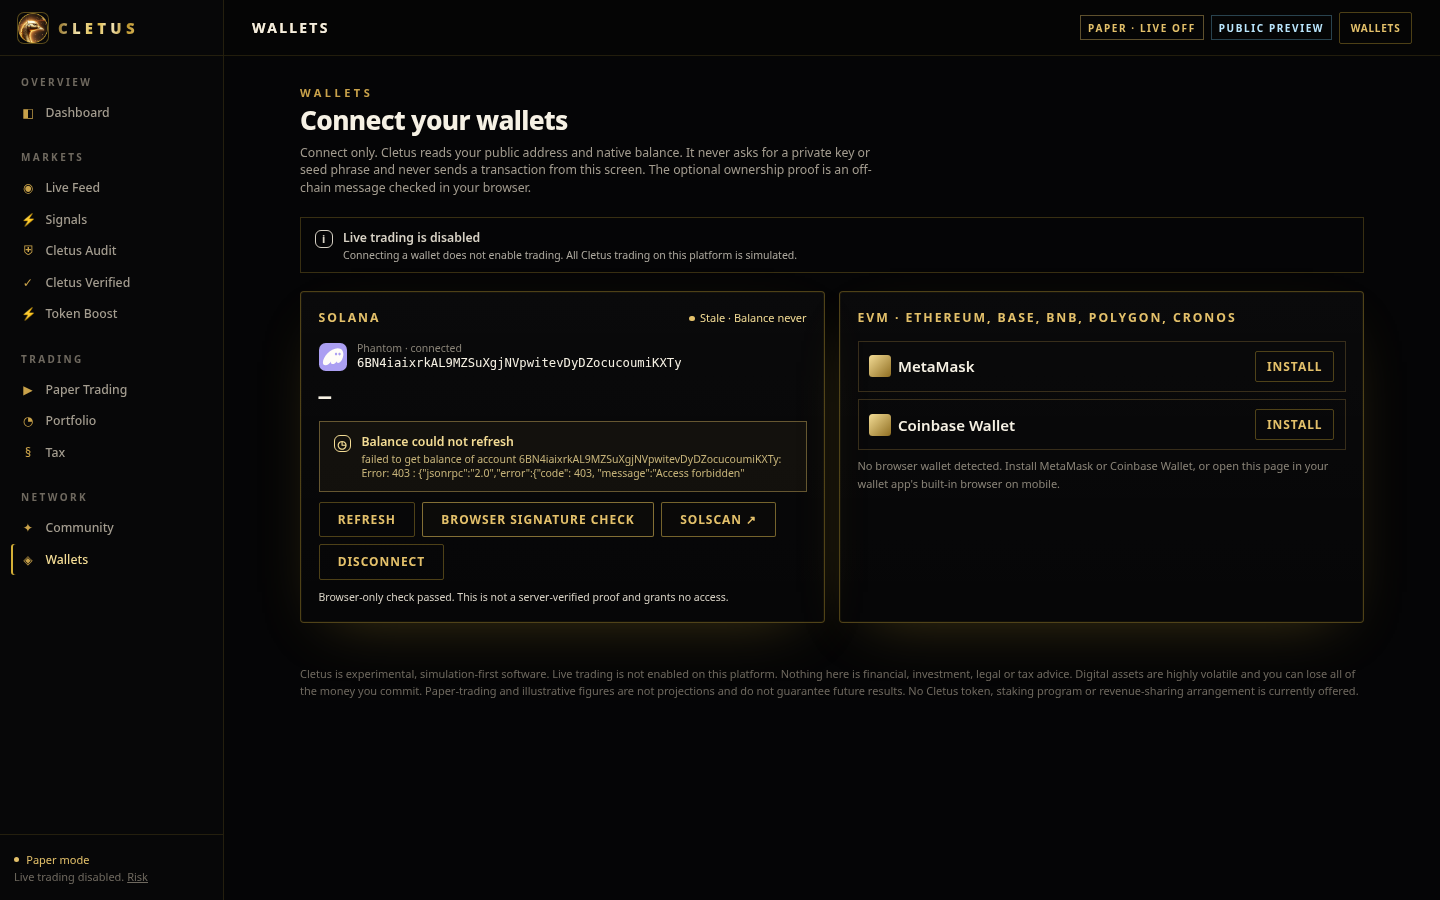 CLETUS
WALLETS
PAPER · LIVE OFF
PUBLIC PREVIEW
WALLETS
OVERVIEW
Dashboard
MARKETS
Live Feed
Signals
Cletus Audit
Cletus Verified
Token Boost
TRADING
Paper Trading
Portfolio
§ Tax
NETWORK
Community
Wallets
Paper mode
Live trading disabled. Risk
WALLETS
Connect your wallets
Connect only. Cletus reads your public address and native balance. It never asks for a private key or
seed phrase and never sends a transaction from this screen. The optional ownership proof is an off-
chain message checked in your browser.
i
Live trading is disabled
Connecting a wallet does not enable trading. All Cletus trading on this platform is simulated.
SOLANA
Stale · Balance never
Phantom · connected
6BN4iaixrkAL9MZSuXgjNVpwitevDyDZocucoumiKXTy
—
Balance could not refresh
failed to get balance of account 6BN4iaixrkAL9MZSuXgjNVpwitevDyDZocucoumiKXTy:
Error: 403 : {"jsonrpc":"2.0","error":{"code": 403, "message":"Access forbidden"
REFRESH
BROWSER SIGNATURE CHECK
SOLSCAN ↗
DISCONNECT
Browser-only check passed. This is not a server-verified proof and grants no access.
EVM · ETHEREUM, BASE, BNB, POLYGON, CRONOS
MetaMask
INSTALL
Coinbase Wallet
INSTALL
No browser wallet detected. Install MetaMask or Coinbase Wallet, or open this page in your
wallet app's built-in browser on mobile.
Cletus is experimental, simulation-first software. Live trading is not enabled on this platform. Nothing here is financial, investment, legal or tax advice. Digital assets are highly volatile and you can lose all of
the money you commit. Paper-trading and illustrative figures are not projections and do not guarantee future results. No Cletus token, staking program or revenue-sharing arrangement is currently offered.